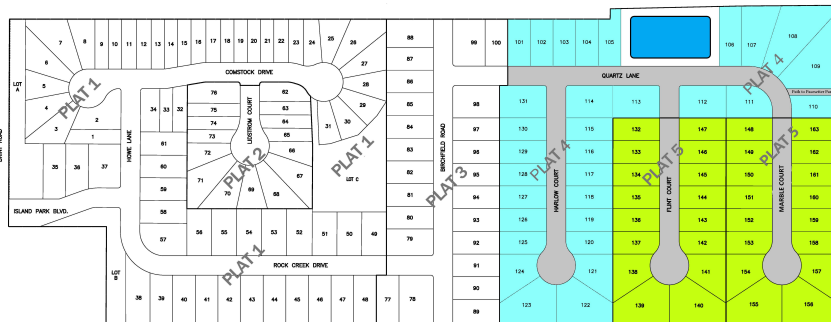 7 8 9 10 11 12 13 14 15 16 17 18 19 20 21 22 23 24 25 26
88 99 100 101 102 103 104 105 106 107 108
6 27 87 109
COMSTOCK DRIVE
QUARTZ LANE
LOT A
5 PLAT 1 28 86 PLAT 4
76 62
4 34 33 32 75 63 29 85 98 131 114 113 112 111 110
3 2 1 74 64 31 30 84
HOWE LANE
LIDSTROM COURT
BIRCHFIELD ROAD
61 73 65 83 97 130 115 132 147 148 163
72 66 PLAT 1 82 96 129 116 133 146 149 162
35 36 37 60 PLAT 2 LOT C 81 PLAT 3 95 128 PLAT 4 117 134 PLAT 5 145 150 PLAT 5 161
59 71 70 69 68 67 94 127 118 135 144 151 160
HARLOW COURT
FLINT COURT
MARBLE COURT
ISLAND PARK BLVD.
58 80 93 126 119 136 143 152 159
57 56 55 54 53 52 51 50 49 79 92 125 120 137 142 153 158
PLAT 1
ROCK CREEK DRIVE
LOT B
91 124 121 138 141 154 157
38 39 40 41 42 43 44 45 46 47 48 77 78 90 123 122 139 140 155 156
89